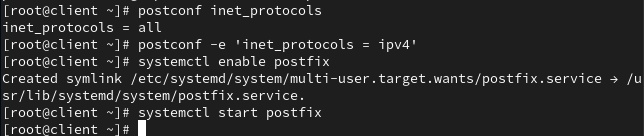 [root@client ~]# postconf inet_protocols
inet_protocols = all
[root@client ~]# postconf -e 'inet_protocols = ipv4'
[root@client ~]# systemctl enable postfix
Created symlink /etc/systemd/system/multi-user.target.wants/postfix.service → /u
sr/lib/systemd/system/postfix.service.
[root@client ~]# systemctl start postfix
[root@client ~]#